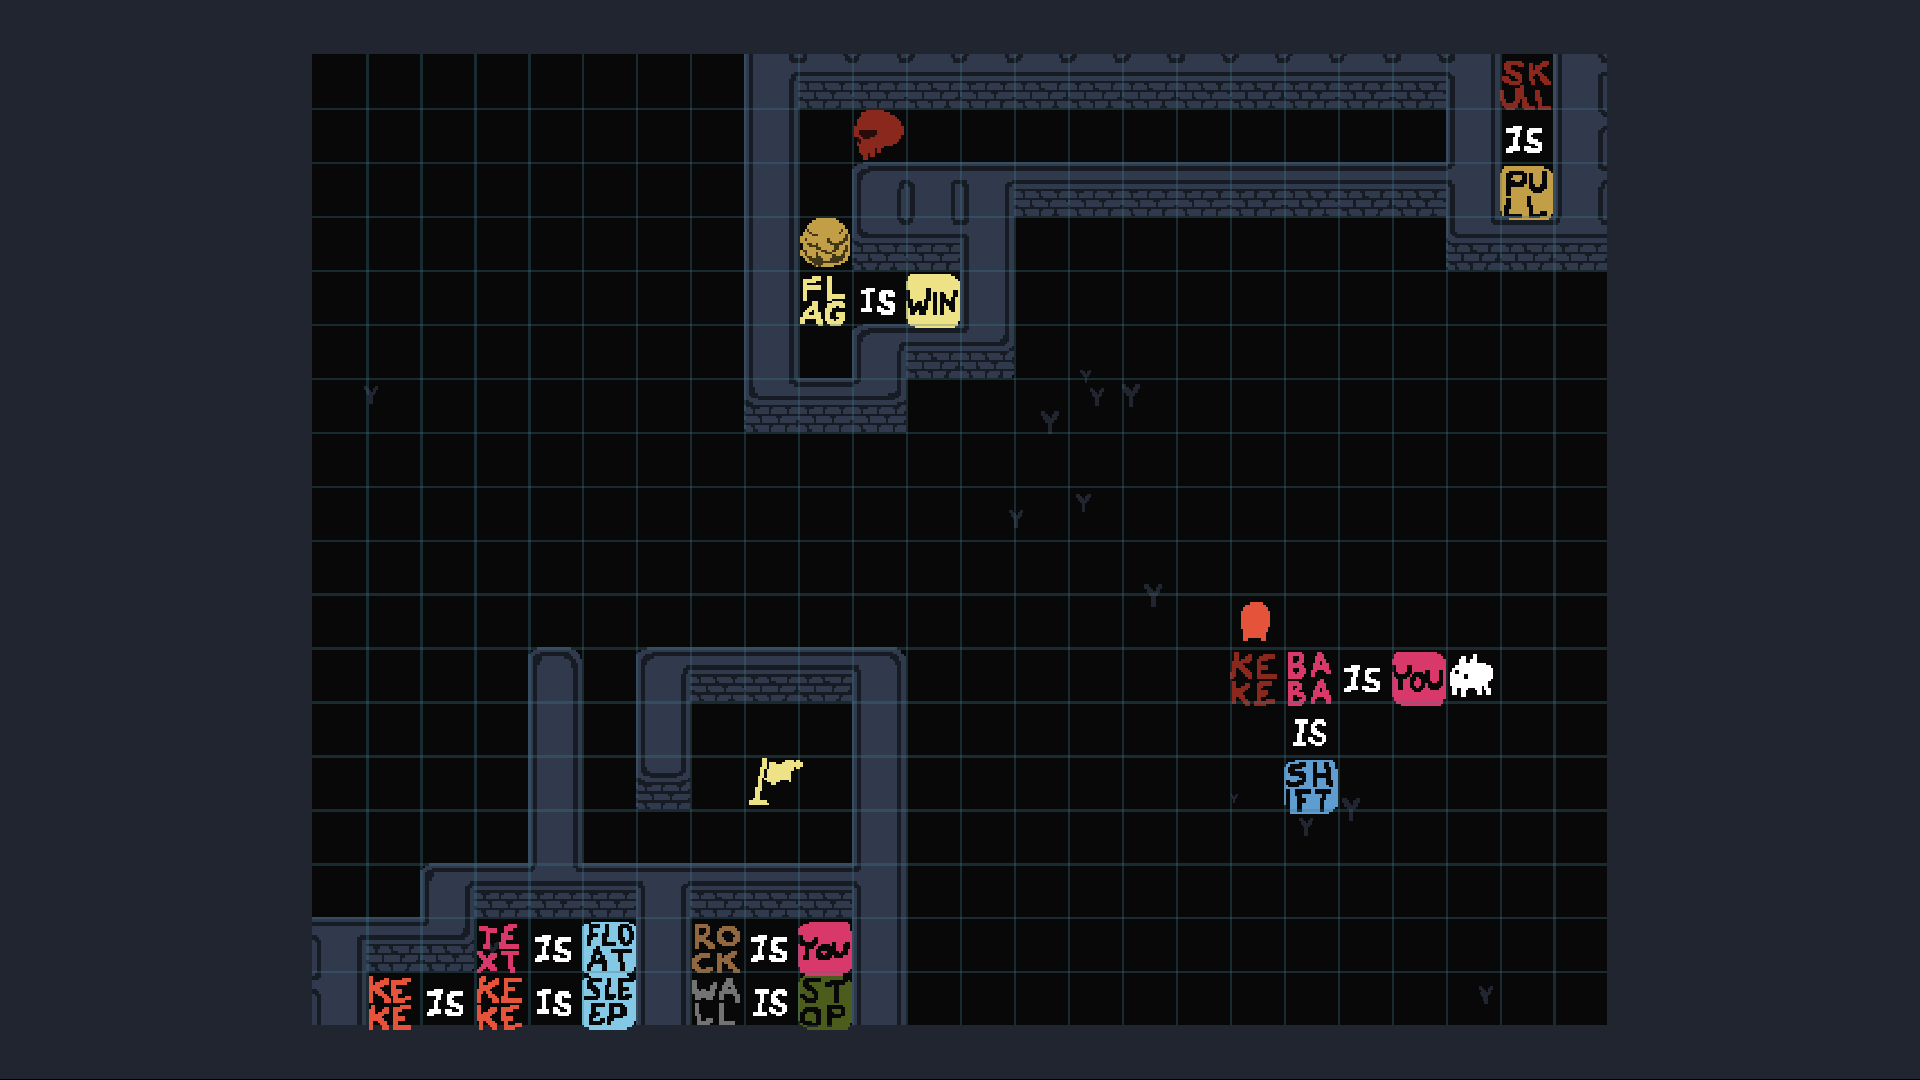 SKULL
IS
PULL
FLAG IS WIN
KEKE BABA IS YOU
IS
SHFT
TEXT IS FLOAT
ROCK IS YOU
KEKE IS KEKE IS SLEEP
WALL IS STOP